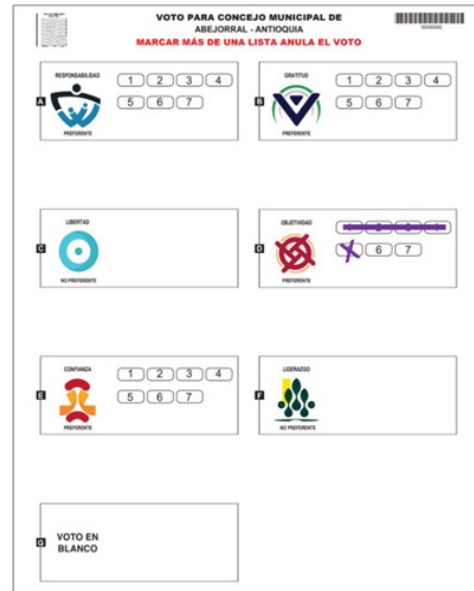 VOTO PARA CONCEJO MUNICIPAL DE
ABEJORRAL - ANTIOQUIA
MARCAR MÁS DE UNA LISTA ANULA EL VOTO
A
RESPONSABILIDAD
PREFERENTE
1 2 3 4
5 6 7
B
GRATITUD
PREFERENTE
1 2 3 4
5 6 7
C
LIBERTAD
NO PREFERENTE
D
OBJETIVIDAD
PREFERENTE
6 7
E
CONFIANZA
PREFERENTE
1 2 3 4
5 6 7
F
LIDERAZGO
NO PREFERENTE
G
VOTO EN
BLANCO